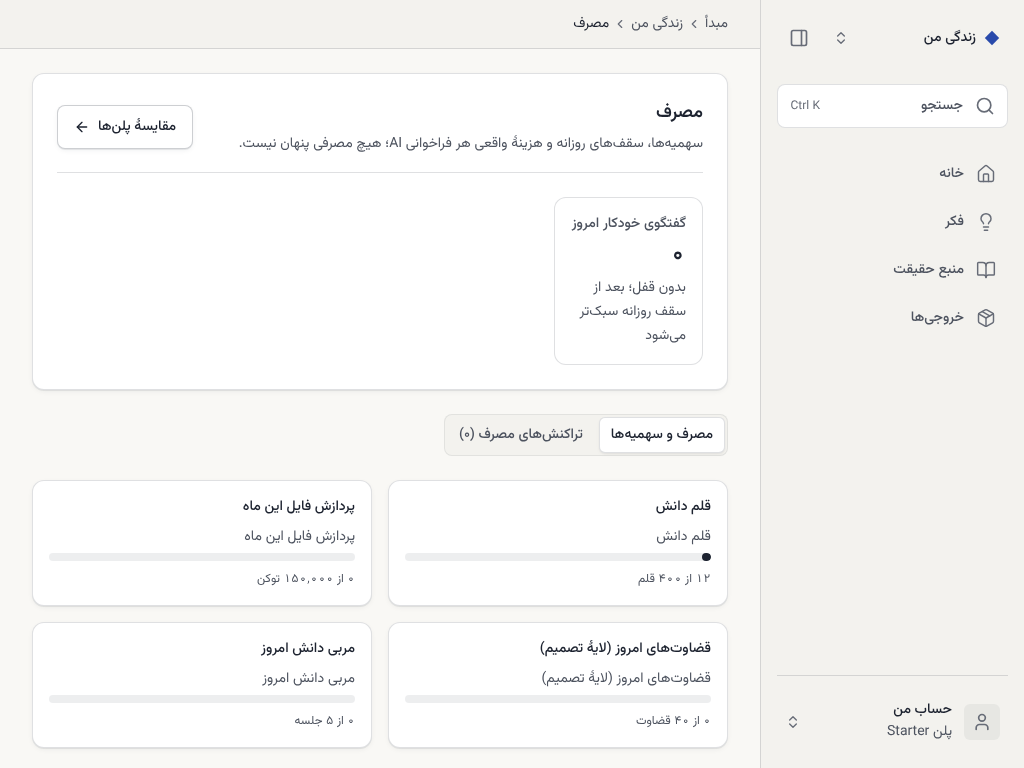 زندگی من
جستجو
Ctrl K
خانه
فکر
منبع حقیقت
خروجی‌ها
حساب من
پلن Starter
مبدأ
زندگی من
مصرف
مصرف
سهمیه‌ها، سقف‌های روزانه و هزینهٔ واقعی هر فراخوانی AI؛ هیچ مصرفی پنهان نیست.
مقایسهٔ پلن‌ها
گفتگوی خودکار امروز
۰
بدون قفل؛ بعد از
سقف روزانه سبک‌تر
می‌شود
مصرف و سهمیه‌ها
تراکنش‌های مصرف (۰)
قلم دانش
قلم دانش
۱۲ از ۴۰۰ قلم
پردازش فایل این ماه
پردازش فایل این ماه
۰ از ۱۵۰٬۰۰۰ توکن
قضاوت‌های امروز (لایهٔ تصمیم)
قضاوت‌های امروز (لایهٔ تصمیم)
۰ از ۴۰ قضاوت
مربی دانش امروز
مربی دانش امروز
۰ از ۵ جلسه